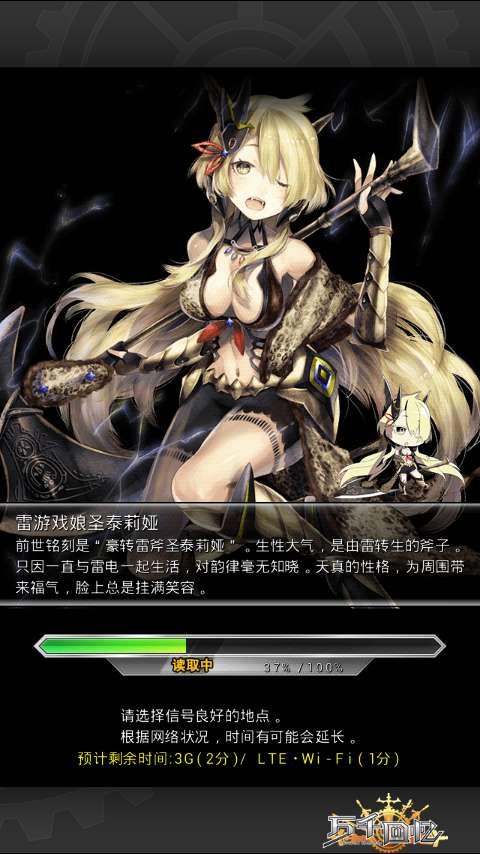 雷游戏娘圣泰莉娅
前世铭刻是“豪转雷斧圣泰莉娅”。生性大气，是由雷转生的斧子。
只因一直与雷电一起生活，对韵律毫无知晓。天真的性格，为周围带
来福气，脸上总是挂满笑容。
读取中 37% /100%
请选择信号良好的地点。
根据网络状况，时间有可能会延长。
预计剩余时间:3G(2分)/ LTE・Wi-Fi(1分)
万千回忆